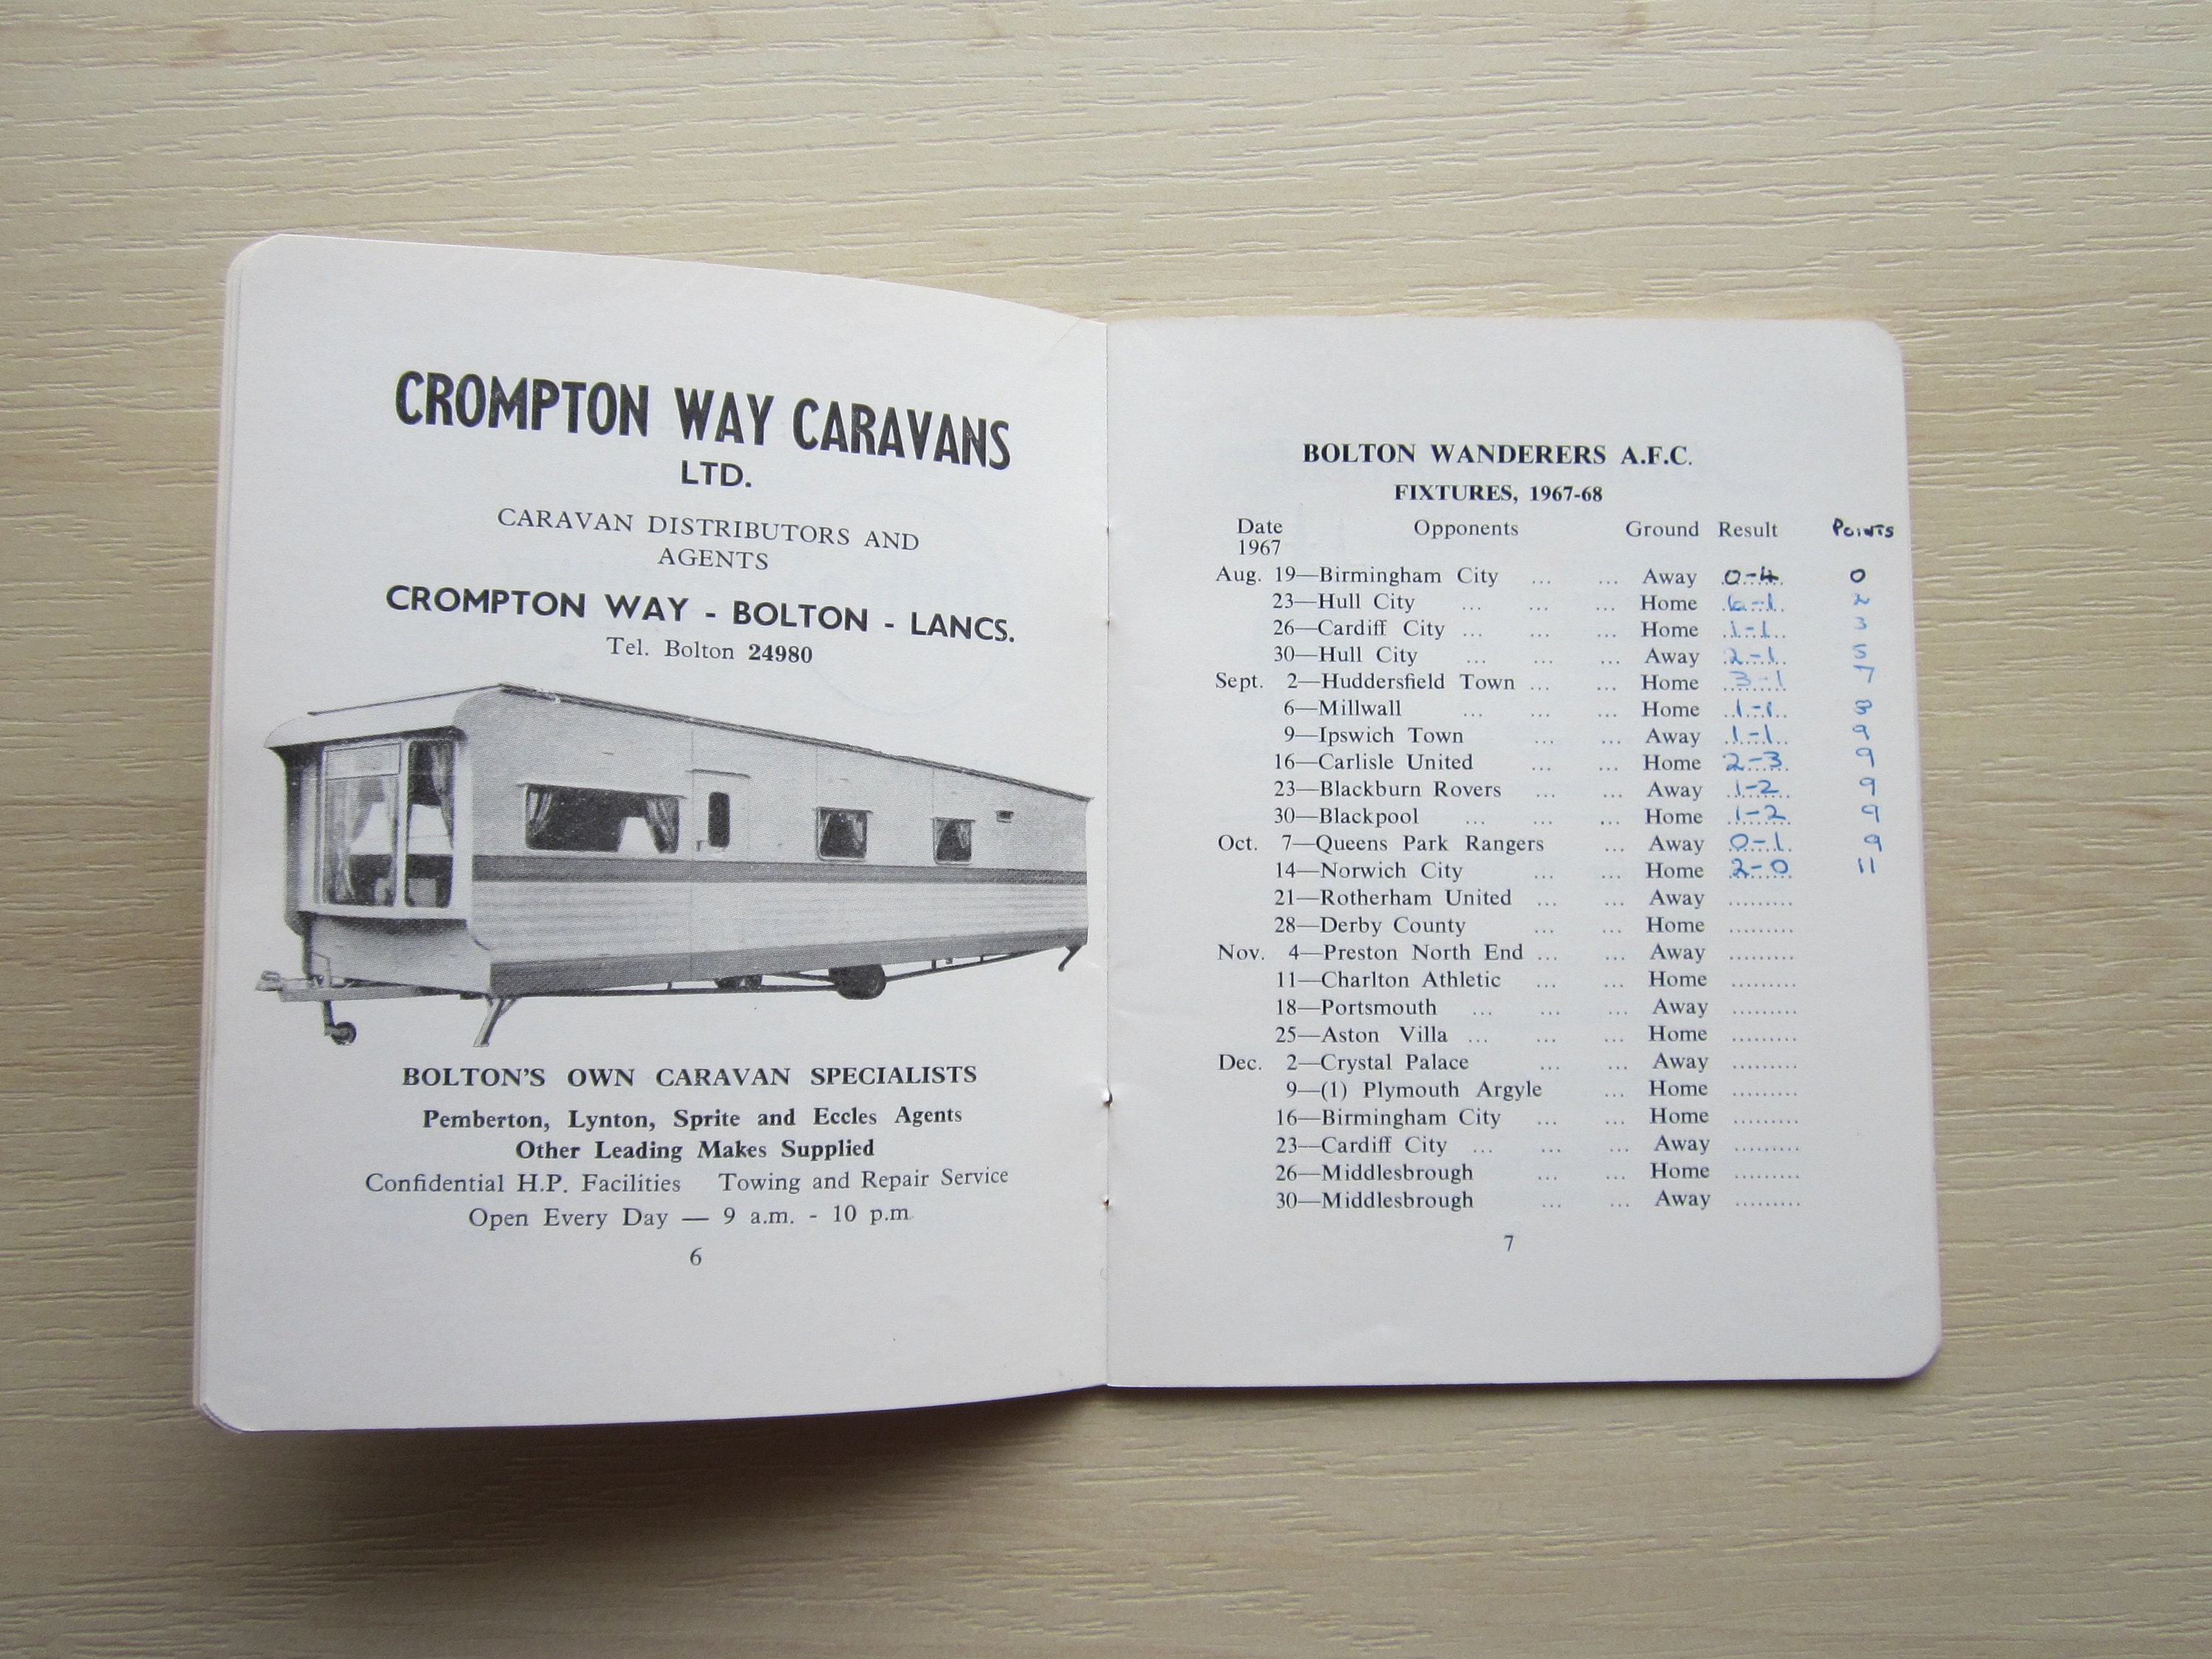 CROMPTON WAY CARAVANS
LTD.
CARAVAN DISTRIBUTORS AND
AGENTS
CROMPTON WAY - BOLTON - LANCS.
Tel. Bolton 24980
BOLTON'S OWN CARAVAN SPECIALISTS
Pemberton, Lynton, Sprite and Eccles Agents
Other Leading Makes Supplied
Confidential H.P. Facilities Towing and Repair Service
Open Every Day — 9 a.m. - 10 p.m.
6
BOLTON WANDERERS A.F.C.
FIXTURES, 1967-68
Date Opponents Ground Result Points
1967
Aug. 19—Birmingham City ... ... Away 0-4 0
23—Hull City ... ... ... Home 6-1 2
26—Cardiff City ... ... ... Home 1-1 3
30—Hull City ... ... ... Away 2-1 5
Sept. 2—Huddersfield Town ... ... Home 3-1 7
6—Millwall ... ... ... Home 1-1 8
9—Ipswich Town ... ... Away 1-1 9
16—Carlisle United ... ... Home 2-3 9
23—Blackburn Rovers ... ... Away 1-2 9
30—Blackpool ... ... ... Home 1-2 9
Oct. 7—Queens Park Rangers ... Away 0-1 9
14—Norwich City ... ... Home 2-0 11
21—Rotherham United ... ... Away .........
28—Derby County ... ... Home .........
Nov. 4—Preston North End ... ... Away .........
11—Charlton Athletic ... ... Home .........
18—Portsmouth ... ... ... Away .........
25—Aston Villa ... ... ... Home .........
Dec. 2—Crystal Palace ... ... Away .........
9—(1) Plymouth Argyle ... Home .........
16—Birmingham City ... ... Home .........
23—Cardiff City ... ... ... Away .........
26—Middlesbrough ... ... Home .........
30—Middlesbrough ... ... Away .........
7